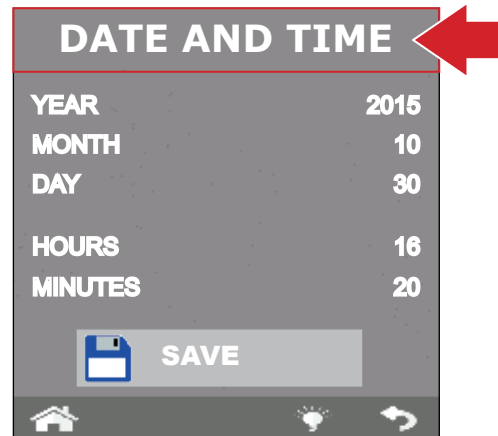 DATE AND TIME
YEAR 2015
MONTH 10
DAY 30
HOURS 16
MINUTES 20
SAVE